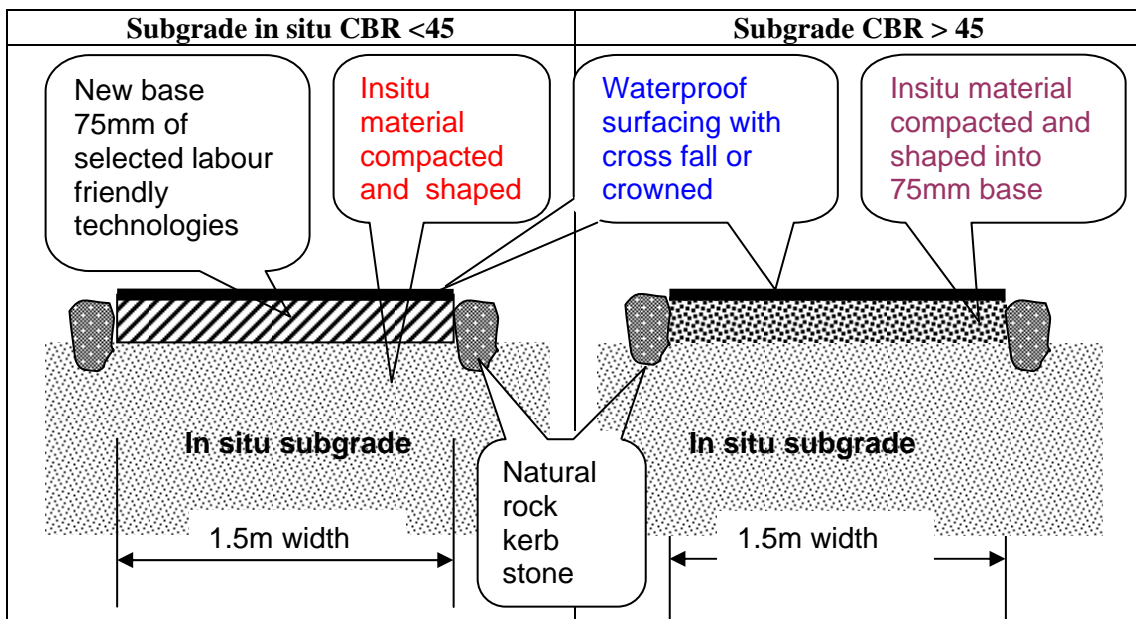 Subgrade in situ CBR <45
Subgrade CBR > 45
New base
75mm of
selected labour
friendly
technologies
Insitu
material
compacted
and shaped
Waterproof
surfacing with
cross fall or
crowned
Insitu material
compacted and
shaped into
75mm base
In situ subgrade
In situ subgrade
Natural
rock
kerb
stone
1.5m width
1.5m width